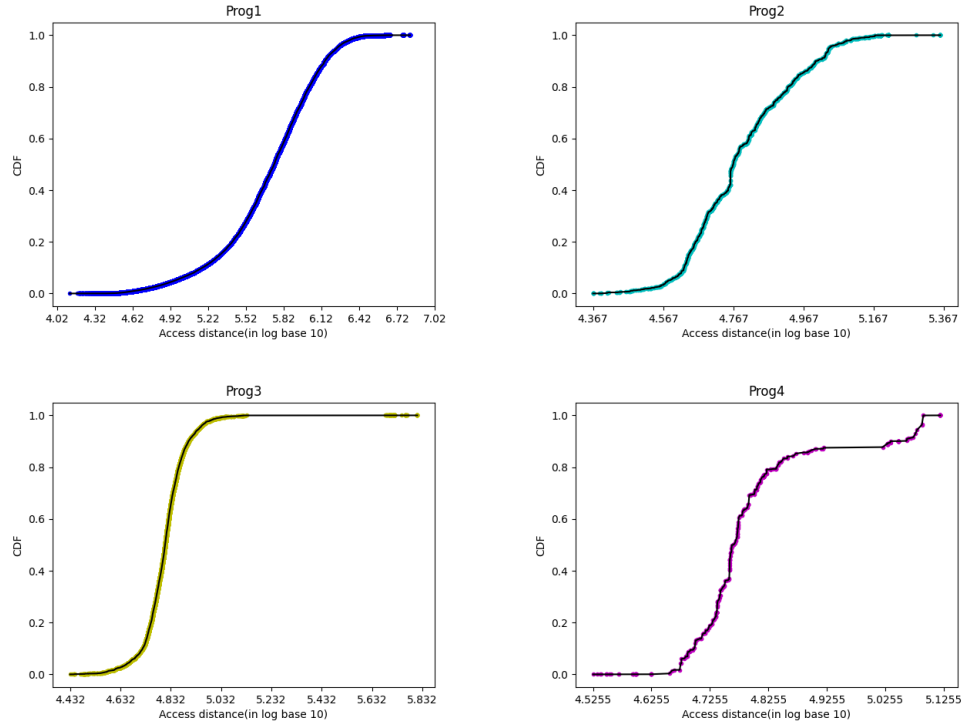 Prog1
Prog2
1.0
0.8
0.6
0.4
0.2
0.0
CDF
4.02 4.32 4.62 4.92 5.22 5.52 5.82 6.12 6.42 6.72 7.02
Access distance(in log base 10)
1.0
0.8
0.6
0.4
0.2
0.0
CDF
4.367 4.567 4.767 4.967 5.167 5.367
Access distance(in log base 10)
Prog3
Prog4
1.0
0.8
0.6
0.4
0.2
0.0
CDF
4.432 4.632 4.832 5.032 5.232 5.432 5.632 5.832
Access distance(in log base 10)
1.0
0.8
0.6
0.4
0.2
0.0
CDF
4.5255 4.6255 4.7255 4.8255 4.9255 5.0255 5.1255
Access distance(in log base 10)